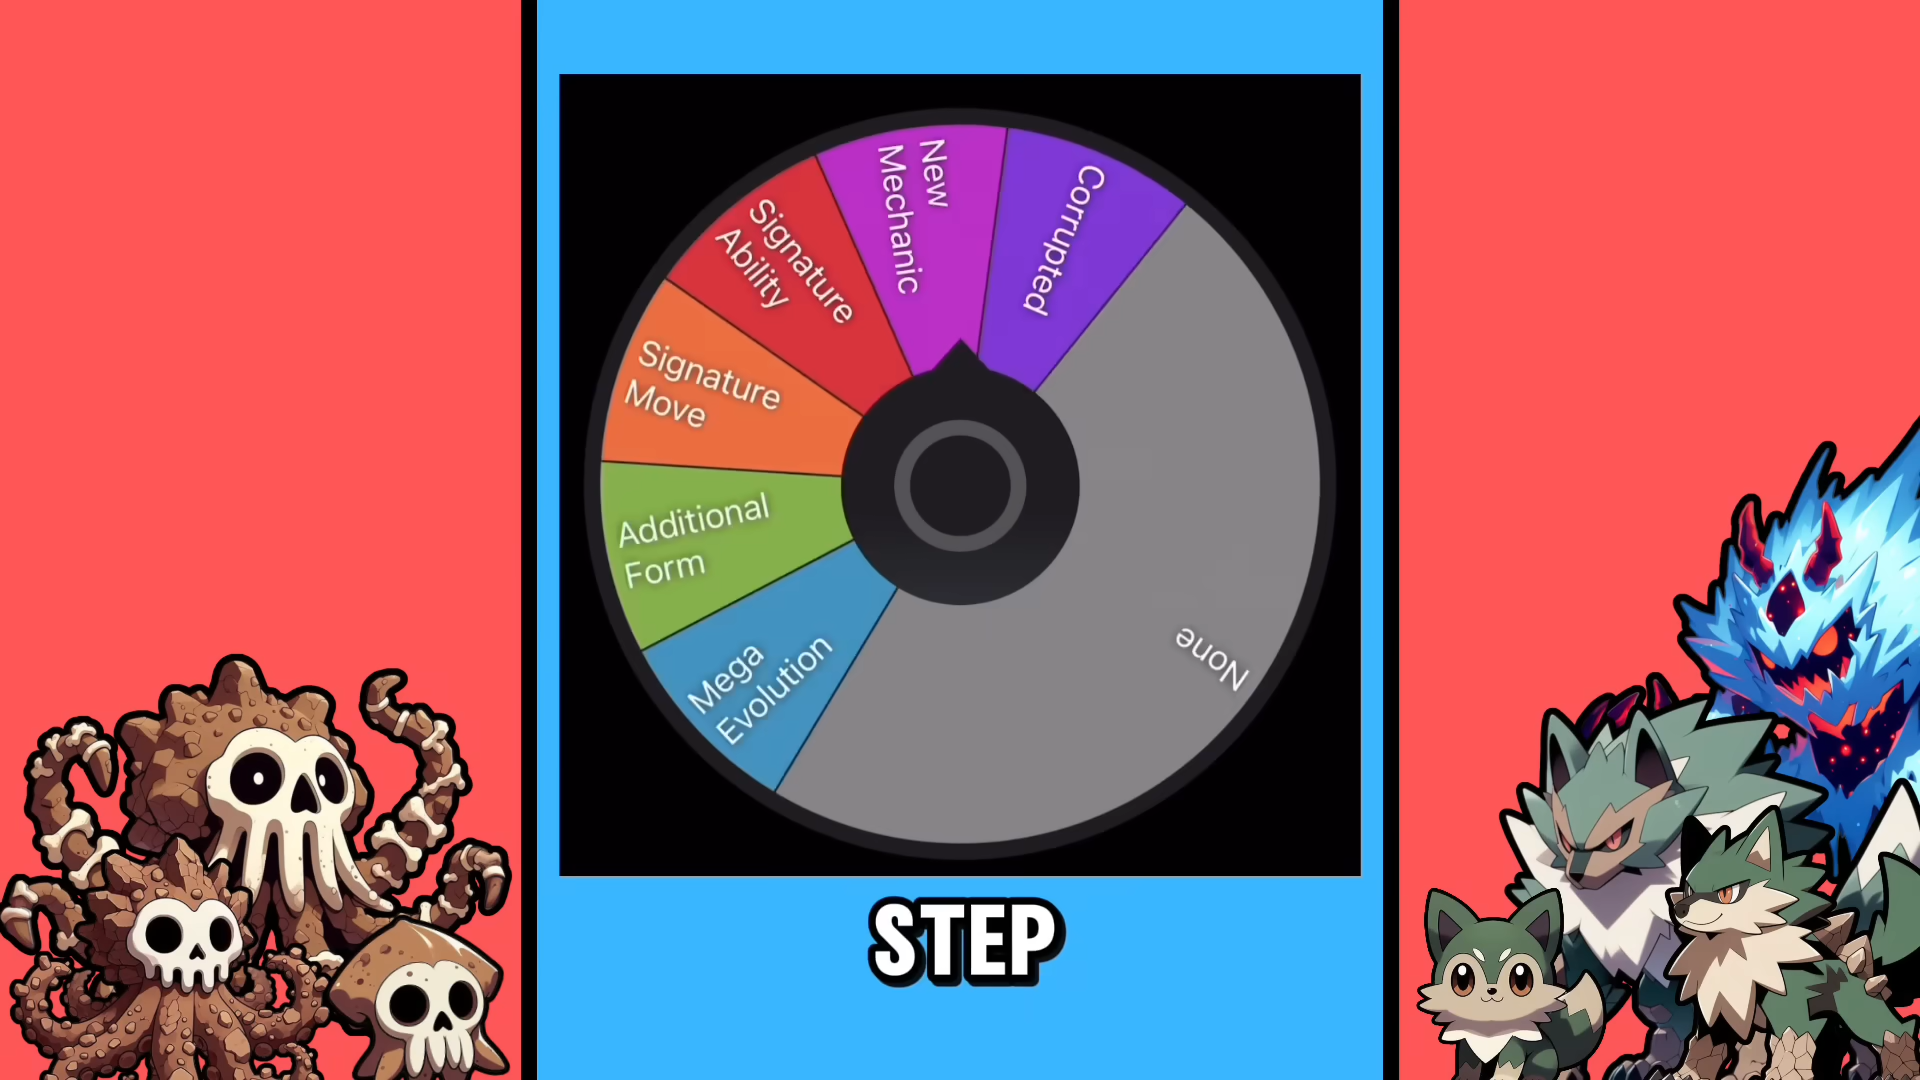 New
Mechanic
Corrupted
Signature
Ability
Signature
Move
Additional
Form
Mega
Evolution
None
STEP